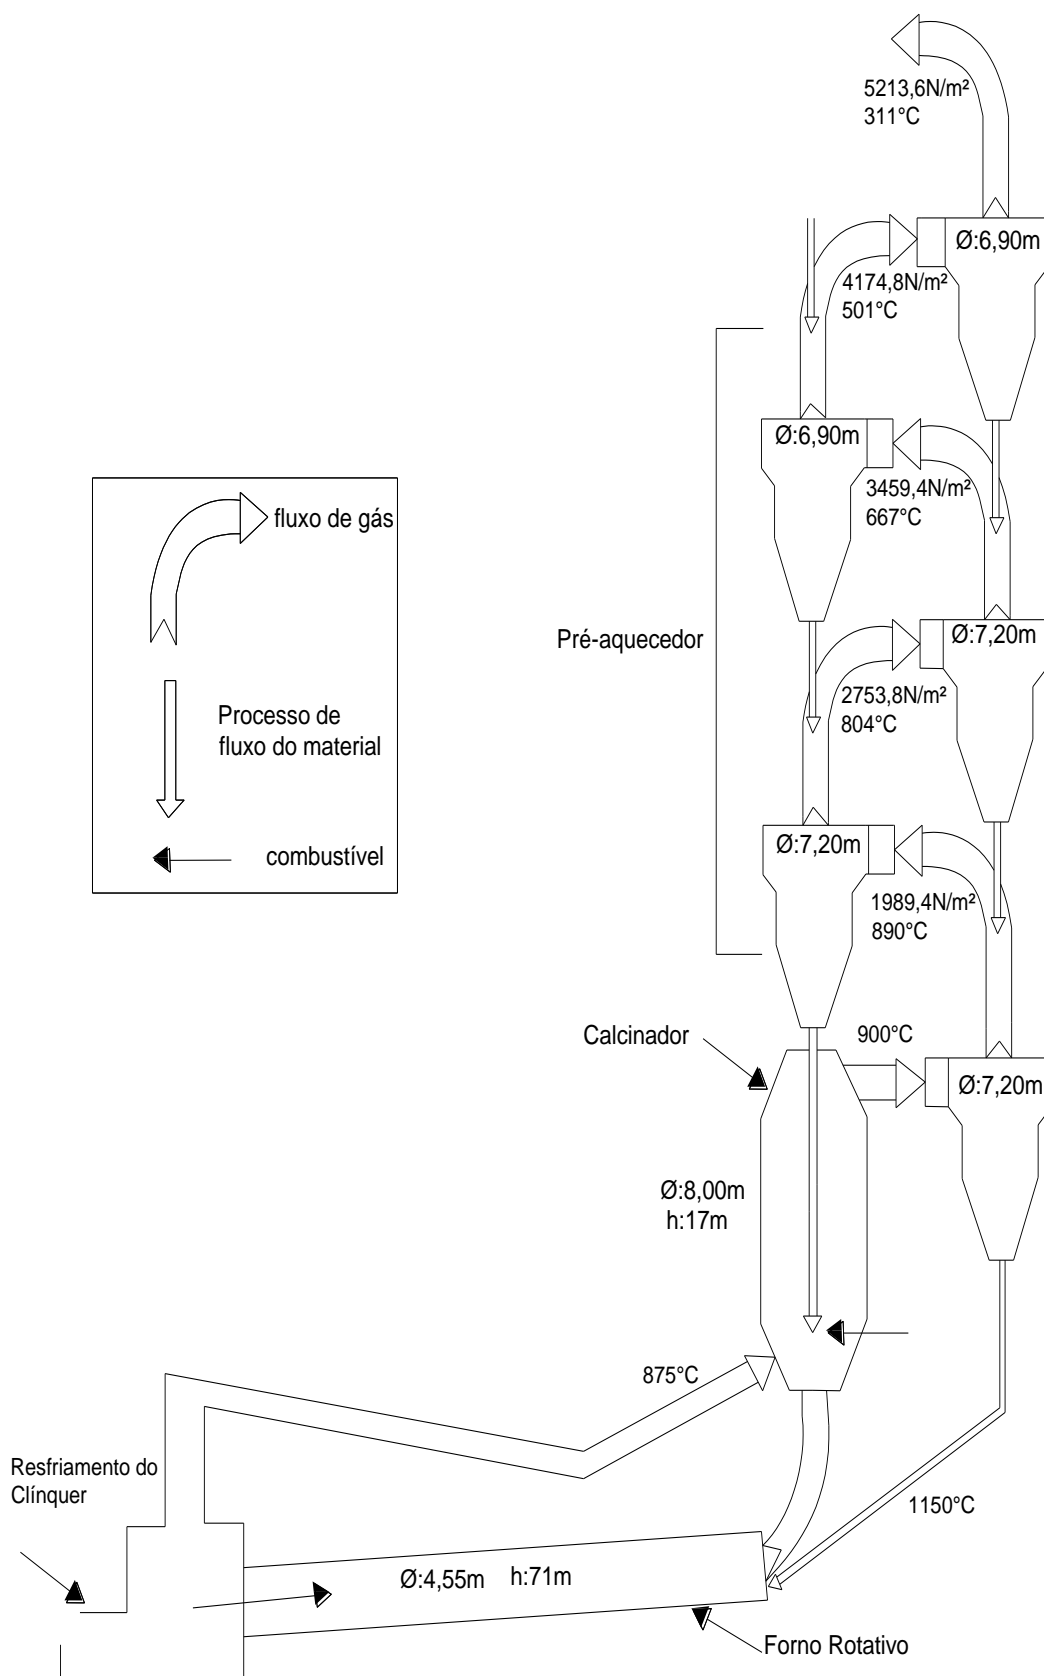 5213,6N/m²
311°C
Ø:6,90m
4174,8N/m²
501°C
Ø:6,90m
3459,4N/m²
667°C
fluxo de gás
Pré-aquecedor
Ø:7,20m
2753,8N/m²
804°C
Processo de
fluxo do material
Ø:7,20m
combustível
1989,4N/m²
890°C
Calcinador
900°C
Ø:7,20m
Ø:8,00m
h:17m
875°C
Resfriamento do
Clínquer
1150°C
Ø:4,55m h:71m
Forno Rotativo